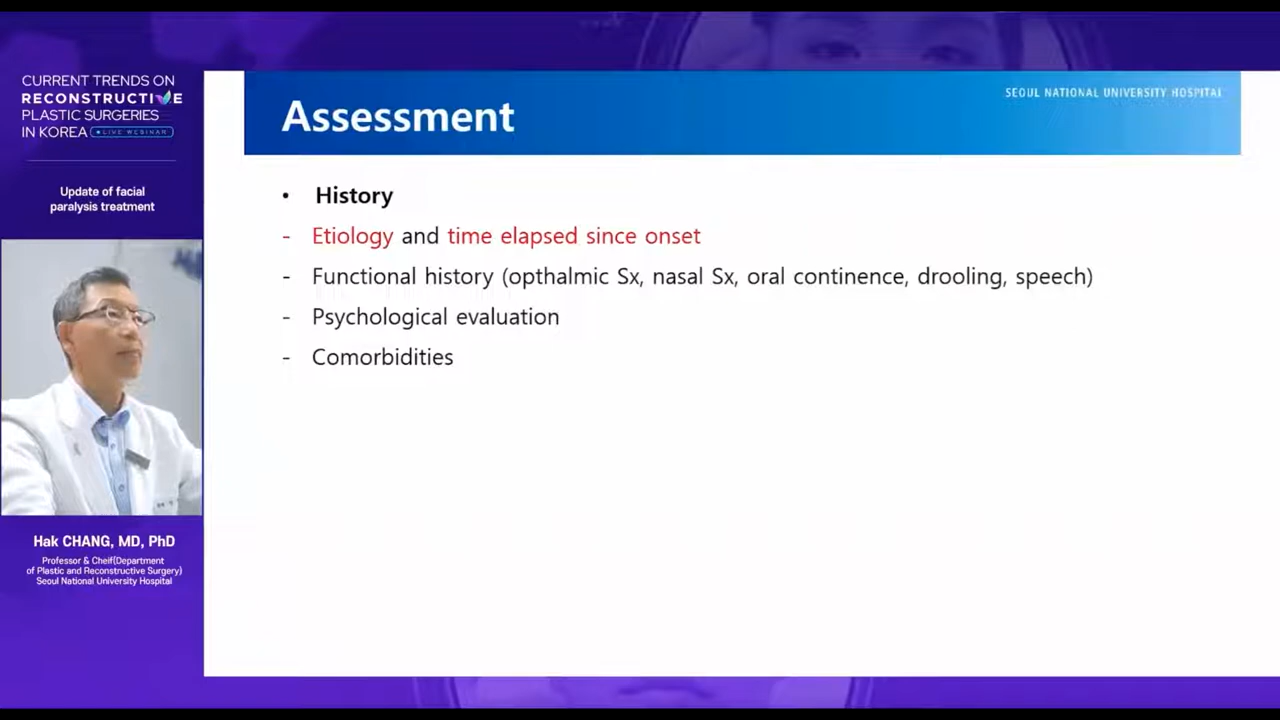 CURRENT TRENDS ON
RECONSTRUCTIVE
PLASTIC SURGERIES
IN KOREA LIVE WEBINAR
Update of facial
paralysis treatment
Hak CHANG, MD, PhD
Professor & Cheif(Department
of Plastic and Reconstructive Surgery)
Seoul National University Hospital
SEOUL NATIONAL UNIVERSITY HOSPITAL
Assessment
• History
- Etiology and time elapsed since onset
- Functional history (opthalmic Sx, nasal Sx, oral continence, drooling, speech)
- Psychological evaluation
- Comorbidities